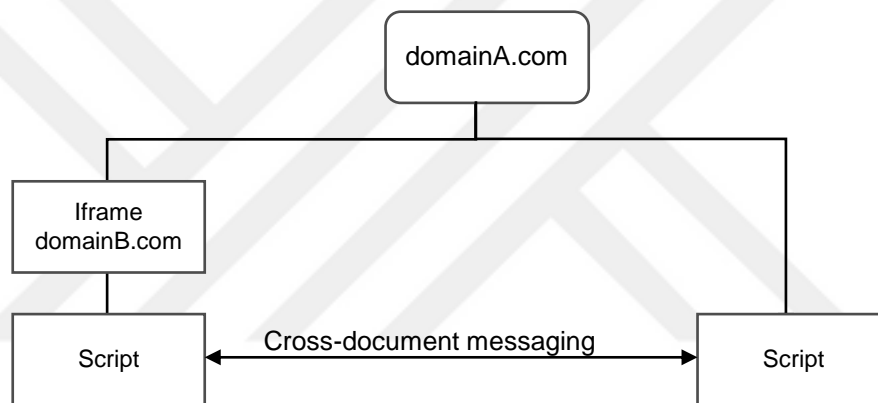 domainA.com
Iframe
domainB.com
Cross-document messaging
Script
Script